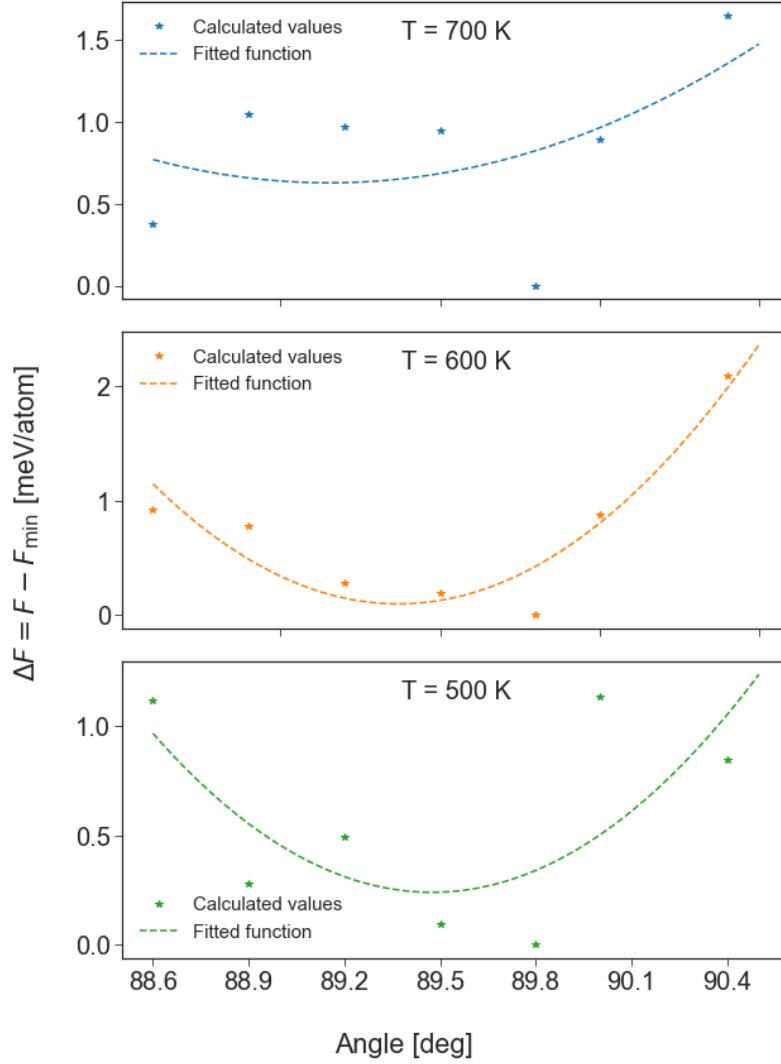 T = 700 K
Calculated values
Fitted function
1.5
1.0
0.5
0.0
T = 600 K
Calculated values
Fitted function
2
1
0
ΔF = F − Fmin [meV/atom]
T = 500 K
1.0
0.5
0.0
Calculated values
Fitted function
88.6 88.9 89.2 89.5 89.8 90.1 90.4
Angle [deg]